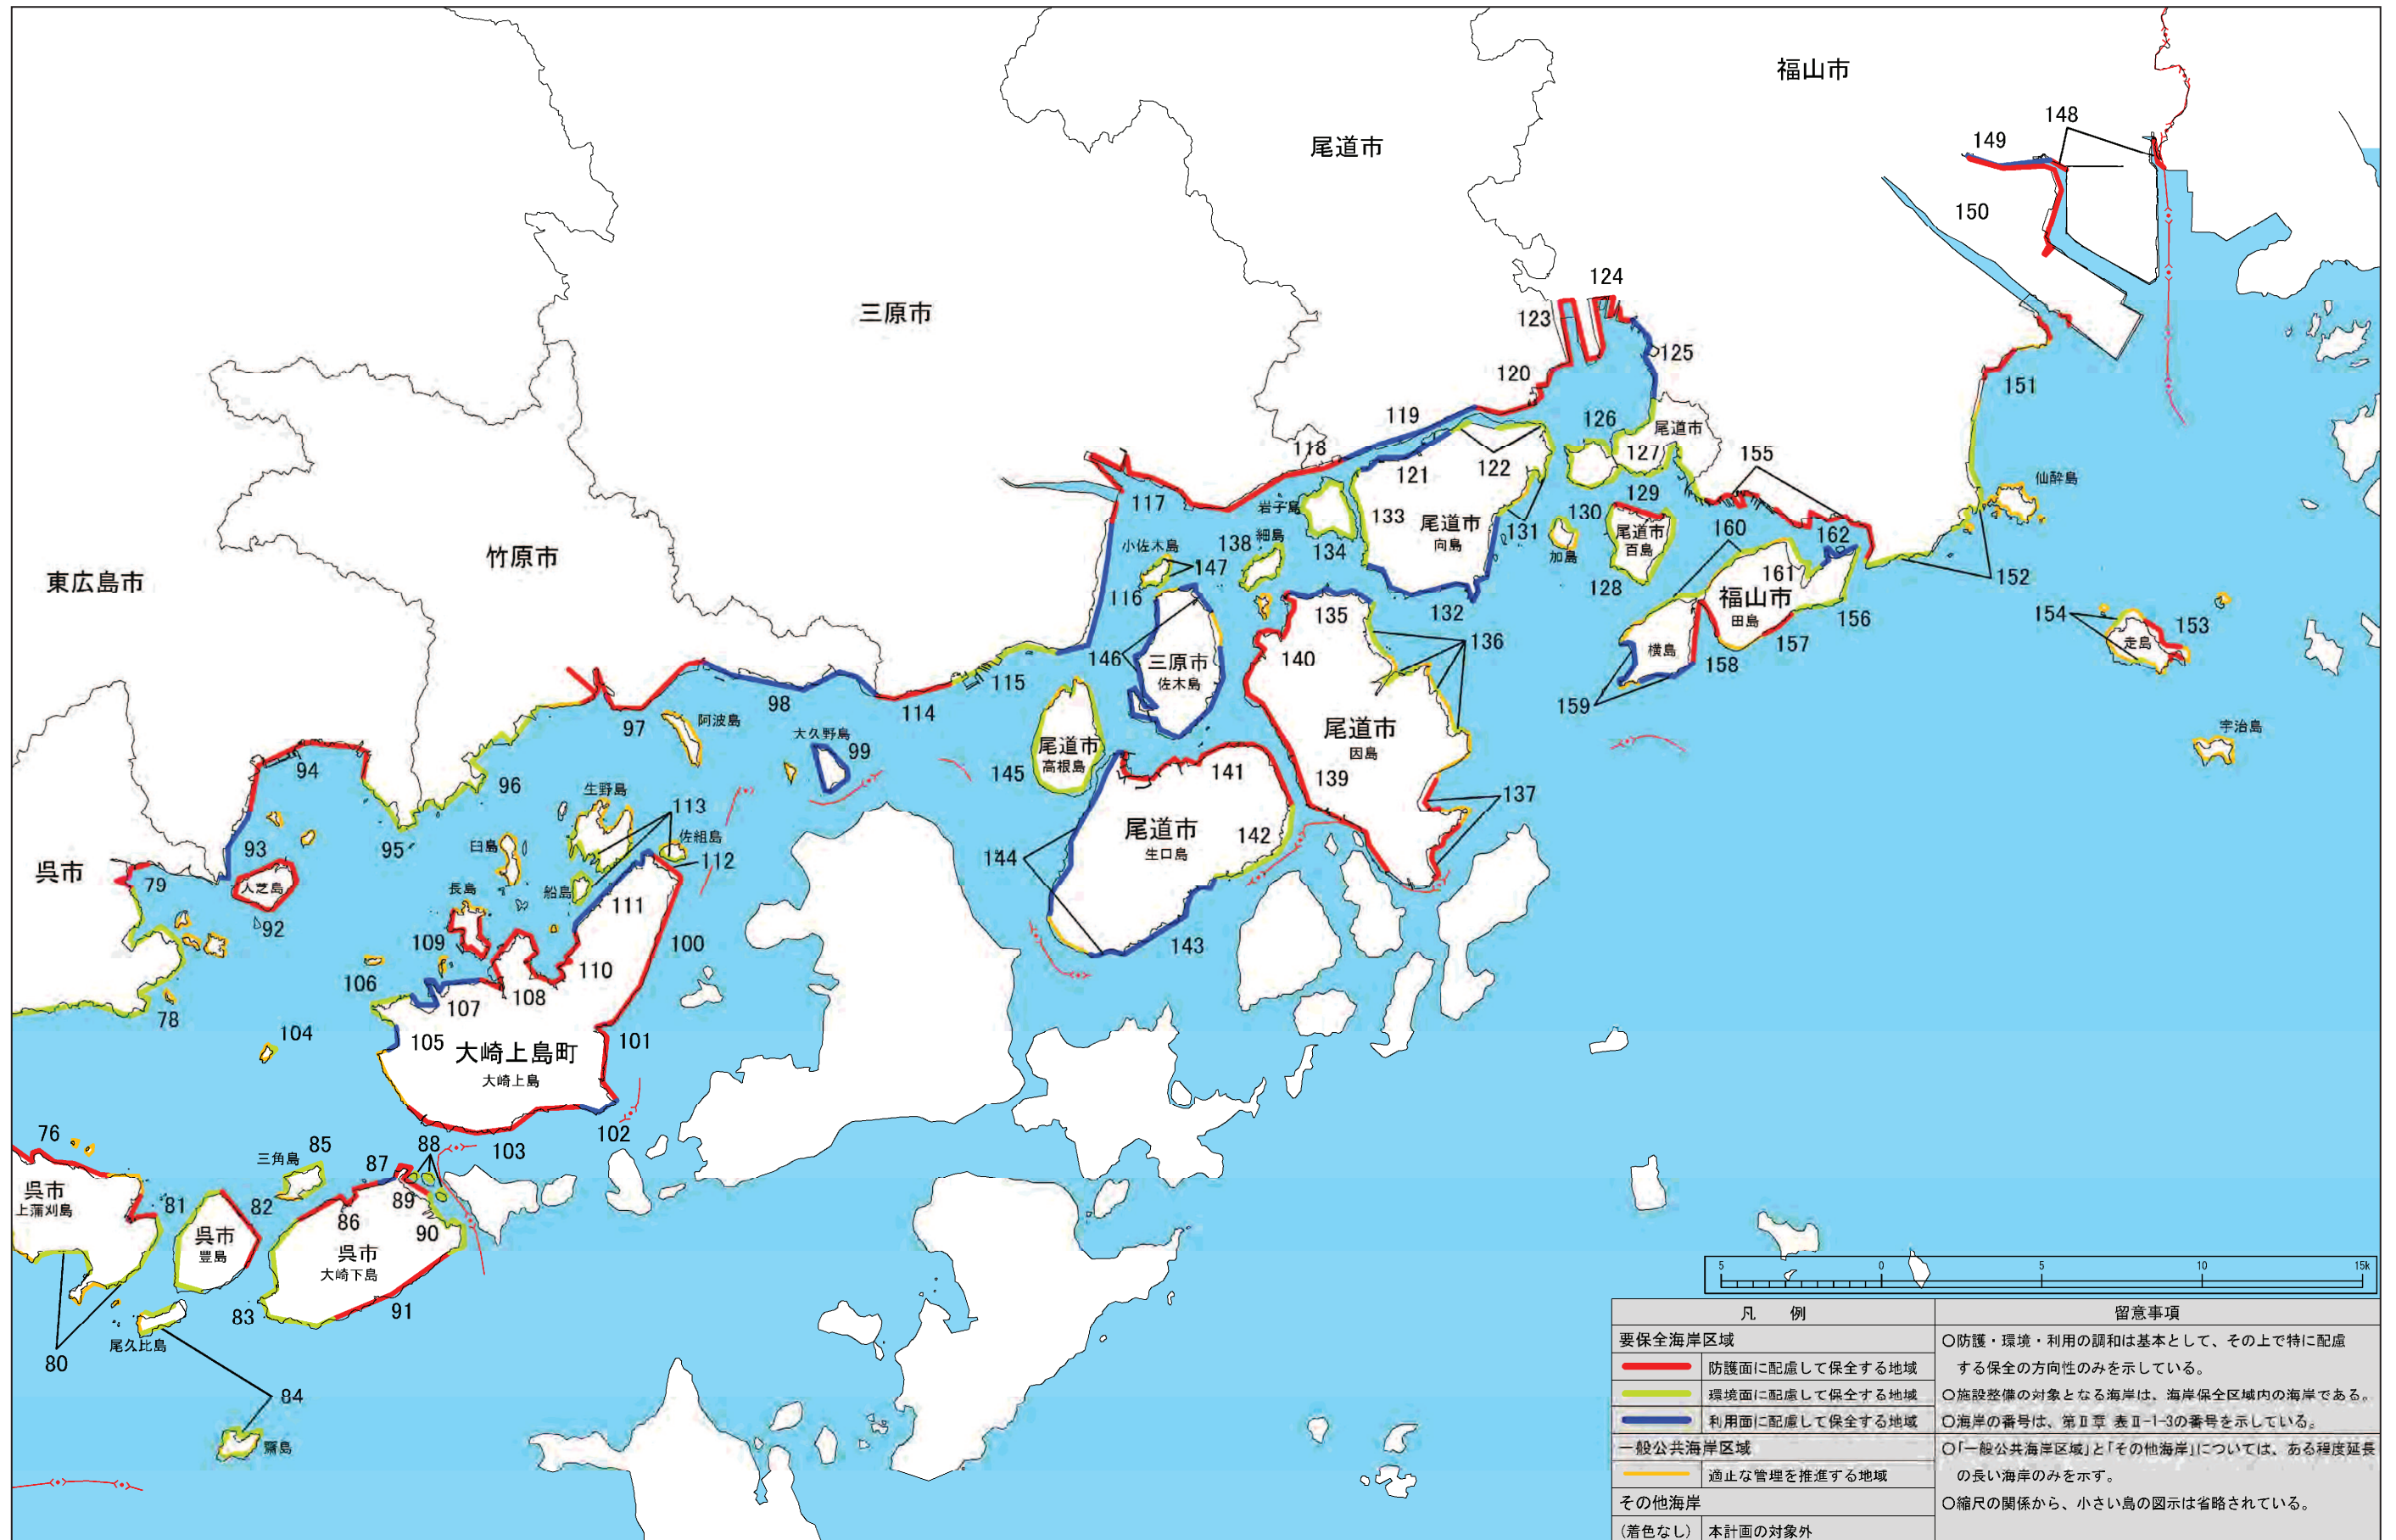 福山市
尾道市
三原市
竹原市
東広島市
呉市
148
149
150
124
123
125
151
120
119
126
尾道市
118
127
155
122
121
仙酔島
117
岩子島
129
133
尾道市
向島
131
130
尾道市
百島
160
162
138
細島
134
加島
小佐木島
147
161
152
116
128
福山市
田島
135
132
156
154
153
走島
136
157
146
三原市
佐木島
140
横島
158
115
159
98
114
阿波島
97
尾道市
因島
宇治島
大久野島
99
尾道市
高根島
94
141
96
145
139
137
生野島
113
尾道市
生口島
142
佐組島
臼島
95
93
144
112
79
船島
長島
111
92
109
100
143
110
106
107
108
78
104
105
101
大崎上島町
大崎上島
76
102
88
103
85
三角島
87
呉市
上蒲刈島
81
82
89
86
90
呉市
豊島
呉市
大崎下島
83
91
尾久比島
80
84
5 0 5 10 15k
凡 例
留意事項
要保全海岸区域
防護面に配慮して保全する地域
環境面に配慮して保全する地域
利用面に配慮して保全する地域
一般公共海岸区域
適正な管理を推進する地域
その他海岸
(着色なし) 本計画の対象外
○防護・環境・利用の調和は基本として、その上で特に配慮
する保全の方向性のみを示している。
○施設整備の対象となる海岸は、海岸保全区域内の海岸である。
○海岸の番号は、第Ⅱ章 表Ⅱ-1-3の番号を示している。
○「一般公共海岸区域」と「その他海岸」については、ある程度延長
の長い海岸のみを示す。
○縮尺の関係から、小さい島の図示は省略されている。